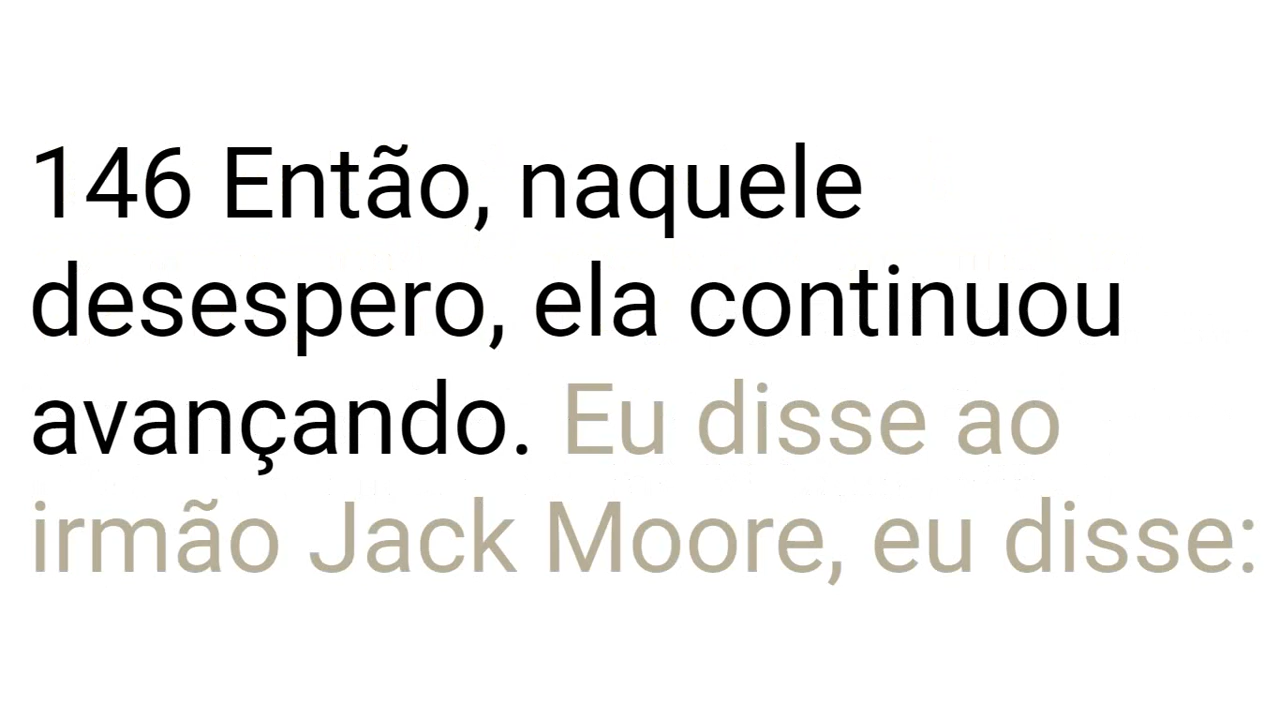 146 Então, naquele
desespero, ela continuou
avançando. Eu disse ao
irmão Jack Moore, eu disse: